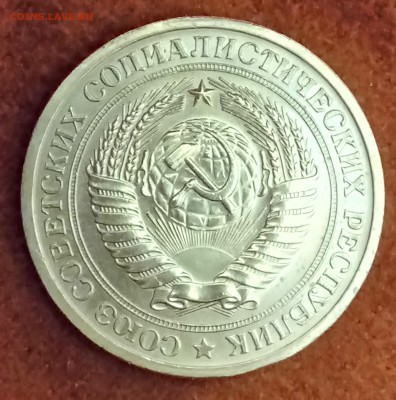 СОЮЗ СОВЕТСКИХ СОЦИАЛИСТИЧЕСКИХ РЕСПУБЛИК